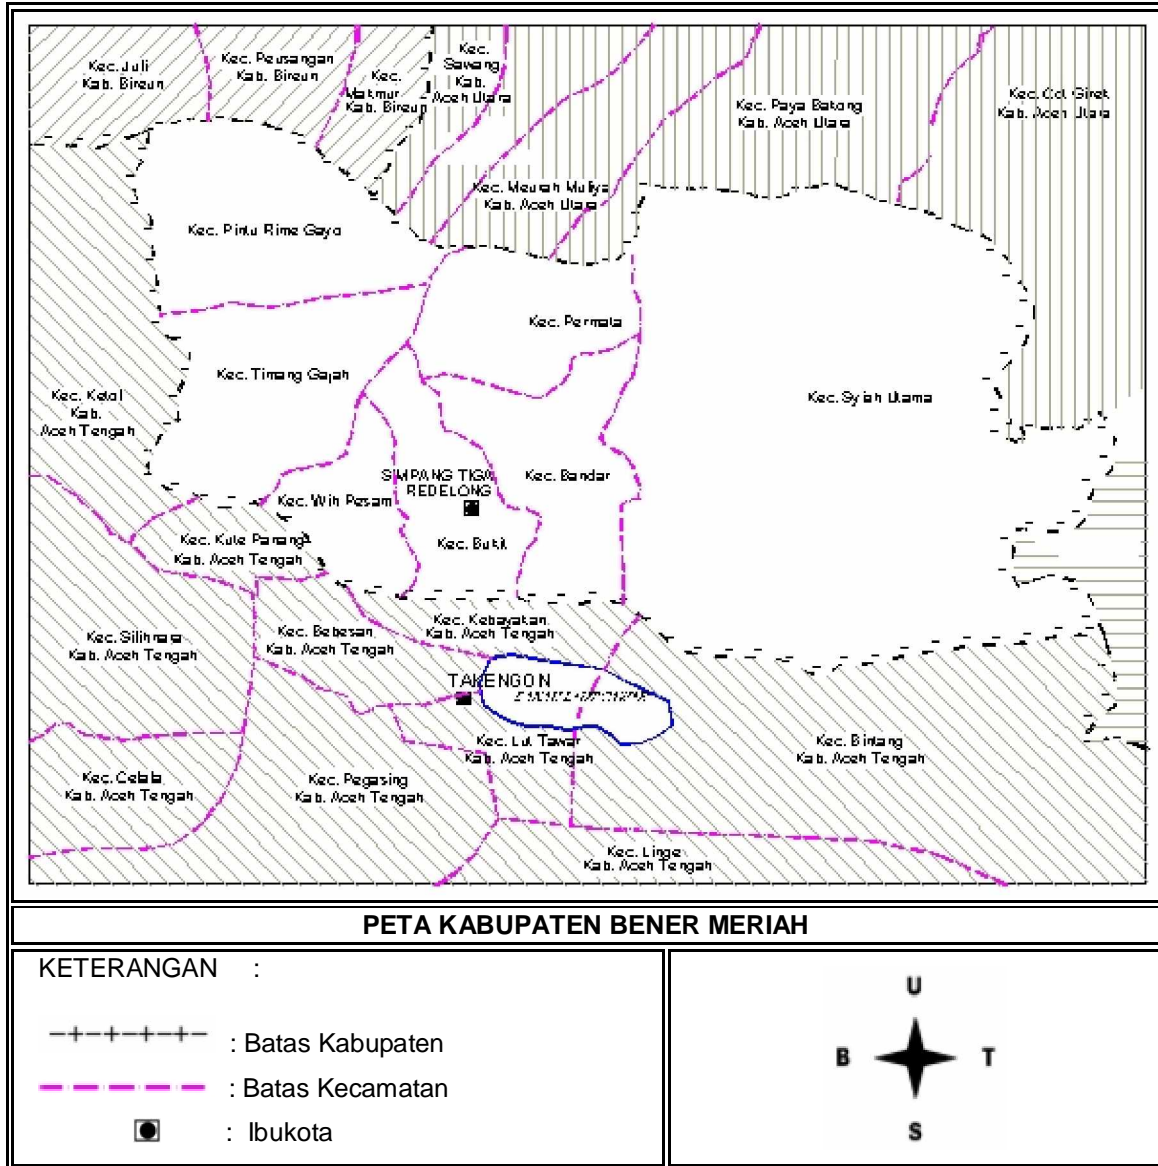 Kec. Juli
Kab. Bireun
Kec. Peusangan
Kab. Bireun
Kec.
Makmur
Kab. Bireun
Kec.
Sawang
Kab.
Aceh Utara
Kec. Paya Bakong
Kab. Aceh Utara
Kec. Cot Girek
Kab. Aceh Utara
Kec. Meurah Muliya
Kab. Aceh Utara
Kec. Pintu Rime Gayo
Kec. Permata
Kec. Timang Gajah
Kec. Syiah Utama
Kec. Ketol
Kab.
Aceh Tengah
SIMPANG TIGA
REDELONG
Kec. Bandar
Kec. Wih Pesam
Kec. Bukit
Kec. Kute Panang
Kab. Aceh Tengah
Kec. Kebayakan
Kab. Aceh Tengah
Kec. Bebesan
Kab. Aceh Tengah
Kec. Silihnara
Kab. Aceh Tengah
TAKENGON
Kec. Lut Tawar
Kab. Aceh Tengah
Kec. Bintang
Kab. Aceh Tengah
Kec. Celala
Kab. Aceh Tengah
Kec. Pegasing
Kab. Aceh Tengah
Kec. Linge
Kab. Aceh Tengah
PETA KABUPATEN BENER MERIAH
KETERANGAN :
: Batas Kabupaten
: Batas Kecamatan
: Ibukota
U
B T
S